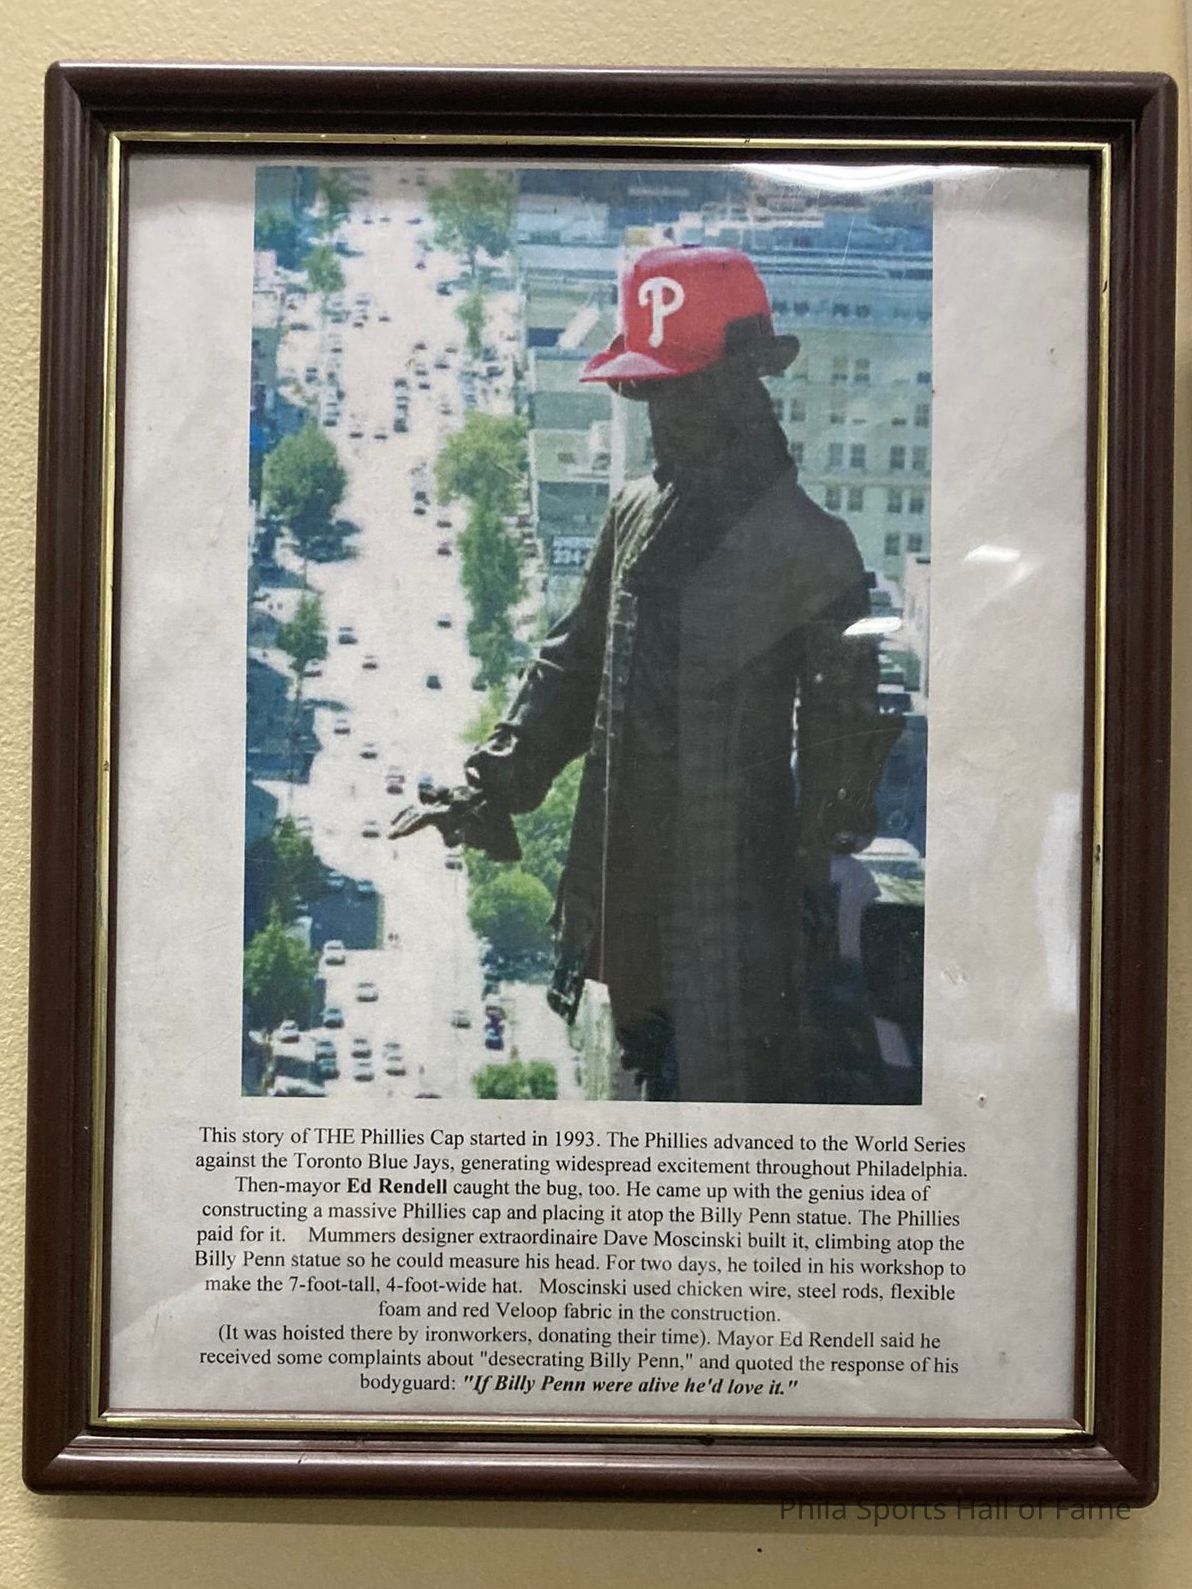 P
This story of THE Phillies Cap started in 1993. The Phillies advanced to the World Series
against the Toronto Blue Jays, generating widespread excitement throughout Philadelphia.
Then-mayor Ed Rendell caught the bug, too. He came up with the genius idea of
constructing a massive Phillies cap and placing it atop the Billy Penn statue. The Phillies
paid for it. Mummers designer extraordinaire Dave Moscinski built it, climbing atop the
Billy Penn statue so he could measure his head. For two days, he toiled in his workshop to
make the 7-foot-tall, 4-foot-wide hat. Moscinski used chicken wire, steel rods, flexible
foam and red Veloop fabric in the construction.
(It was hoisted there by ironworkers, donating their time). Mayor Ed Rendell said he
received some complaints about "desecrating Billy Penn," and quoted the response of his
bodyguard: "If Billy Penn were alive he'd love it."
Phila Sports Hall of Fame